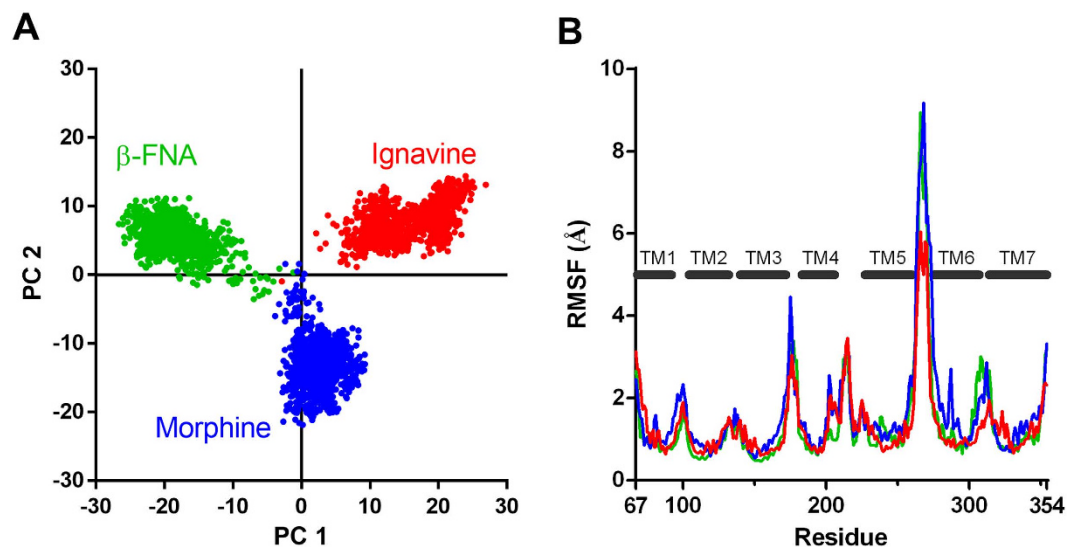 A
30
20
10
0
-10
-20
-30
PC 2
β-FNA
Ignavine
Morphine
-30 -20 -10 0 10 20 30
PC 1
B
10
8
6
4
2
0
RMSF (Å)
TM1 TM2 TM3 TM4 TM5 TM6 TM7
67 100 200 300 354
Residue